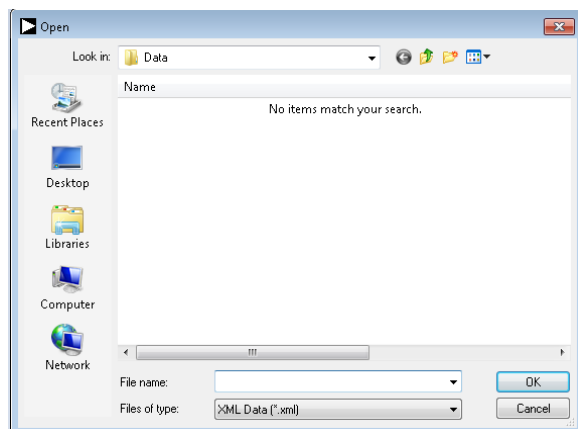 Open
Look in:
Data
Name
No items match your search.
Recent Places
Desktop
Libraries
Computer
Network
File name:
OK
Files of type:
XML Data (*.xml)
Cancel